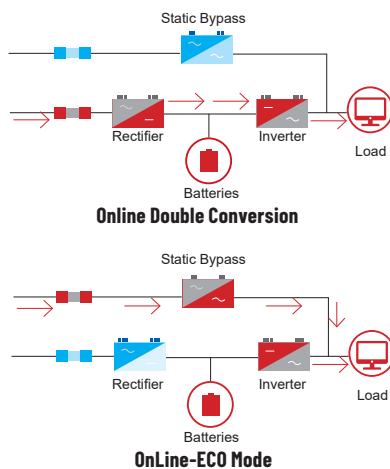 Static Bypass
Rectifier
Inverter
Load
Batteries
Online Double Conversion
Static Bypass
Rectifier
Inverter
Load
Batteries
OnLine-ECO Mode